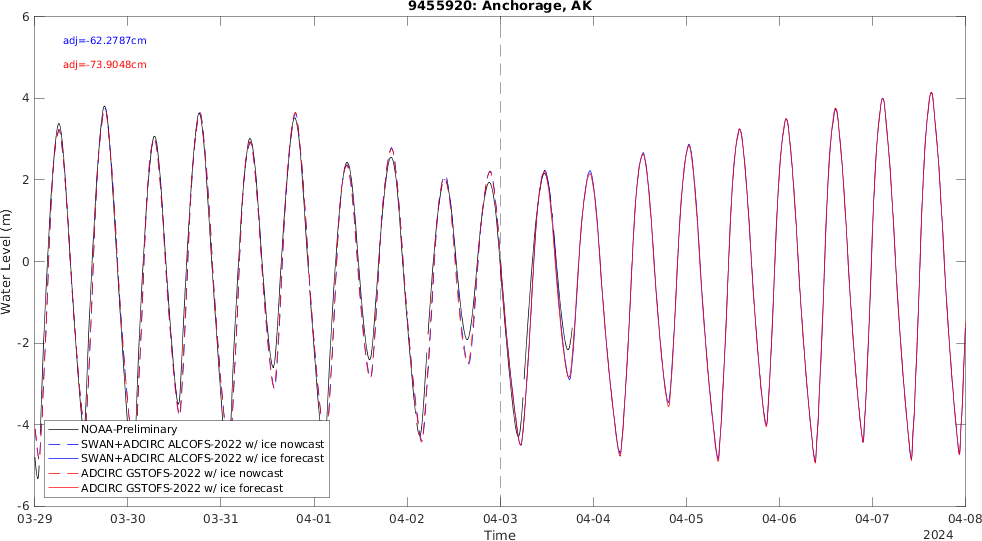 9455920: Anchorage, AK
adj=-62.2787cm
adj=-73.9048cm
6
4
2
0
-2
-4
-6
Water Level (m)
NOAA-Preliminary
SWAN+ADCIRC ALCOFS-2022 w/ ice nowcast
SWAN+ADCIRC ALCOFS-2022 w/ ice forecast
ADCIRC GSTOFS-2022 w/ ice nowcast
ADCIRC GSTOFS-2022 w/ ice forecast
03-29 03-30 03-31 04-01 04-02 04-03 04-04 04-05 04-06 04-07 04-08
Time
2024